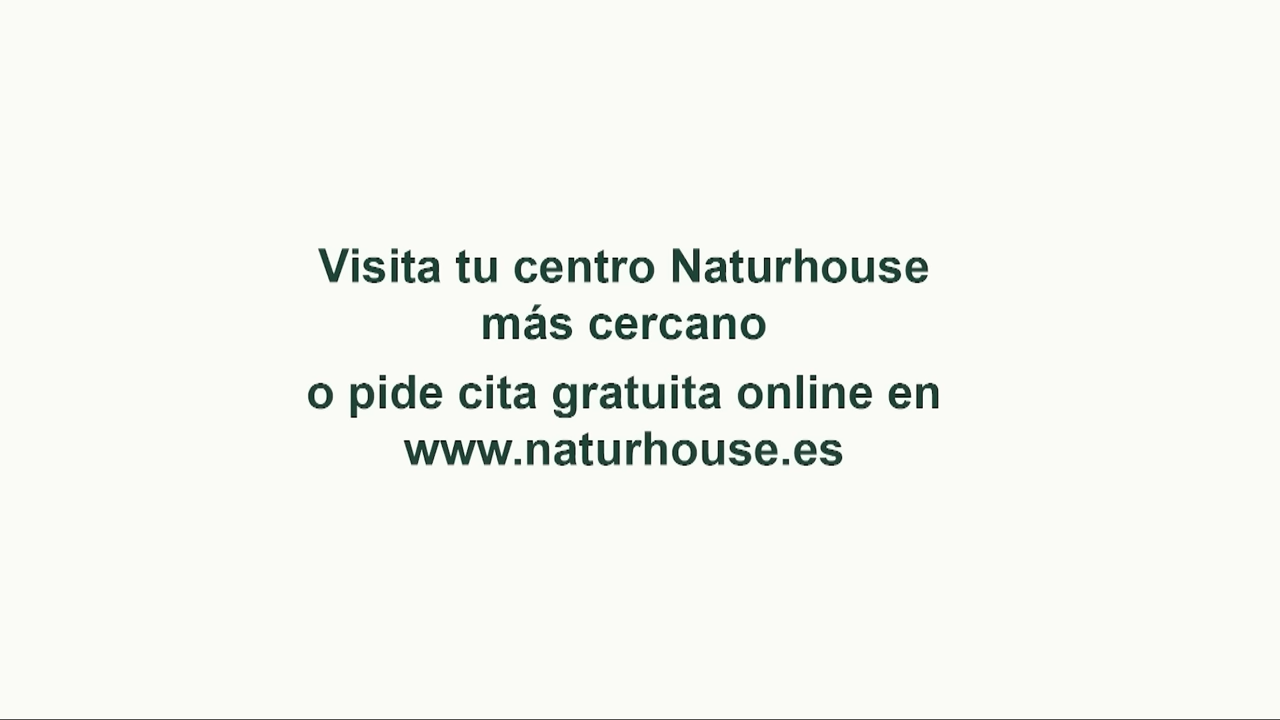 Visita tu centro Naturhouse
más cercano
o pide cita gratuita online en
www.naturhouse.es